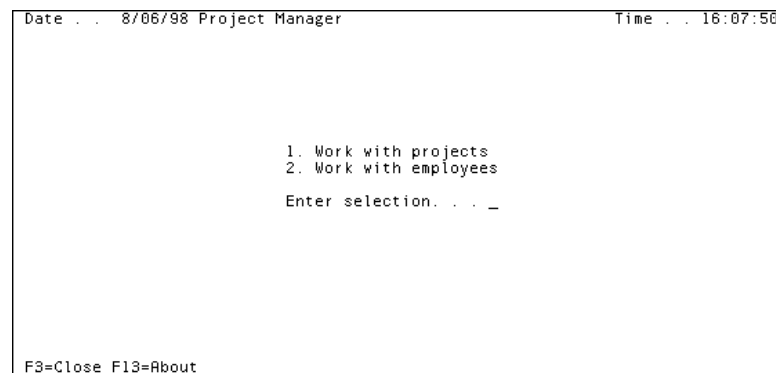 Date . . 8/06/98 Project Manager Time . . 16:07:50
1. Work with projects
2. Work with employees
Enter selection. . . _
F3=Close F13=About